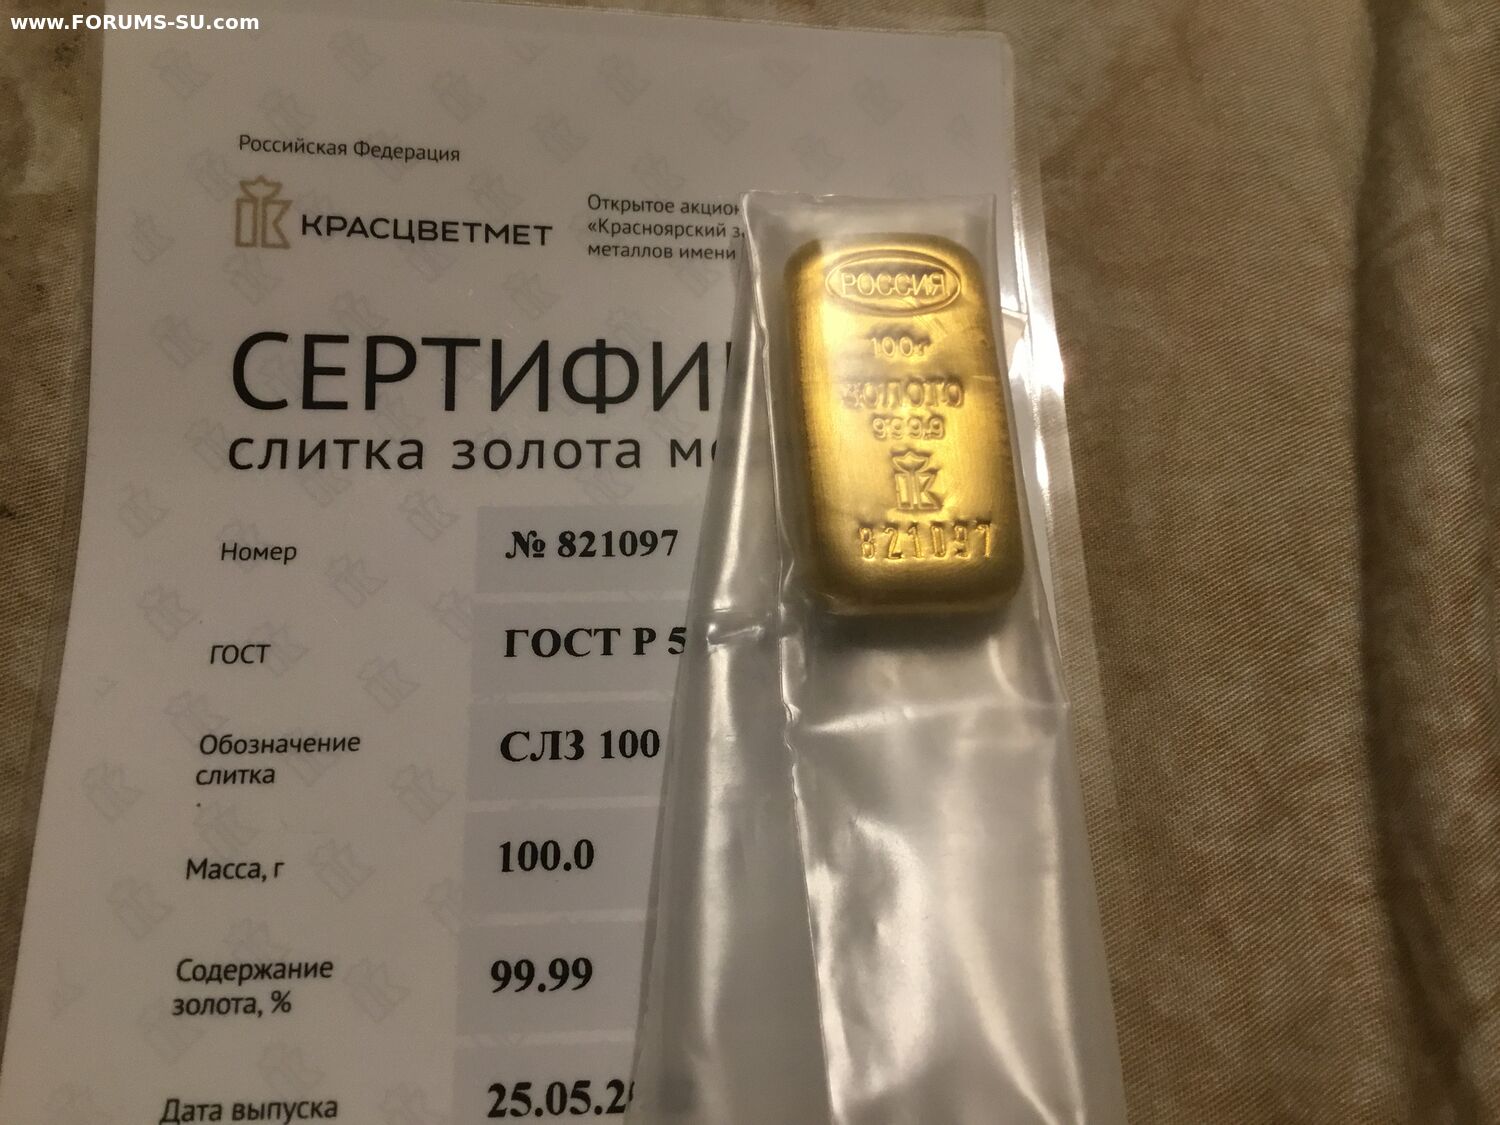 www.FORUMS-SU.com
Российская Федерация
КРАСЦВЕТМЕТ
Открытое акцион
«Красноярский з
металлов имени
СЕРТИФИ
слитка золота м
Номер
№ 821097
ГОСТ
ГОСТ Р 5
Обозначение
слитка
СЛЗ 100
Масса, г
100.0
Содержание
золота, %
99.99
Дата выпуска
25.05.2
РОССИЯ
100г
ЗОЛОТО
999,9
821097